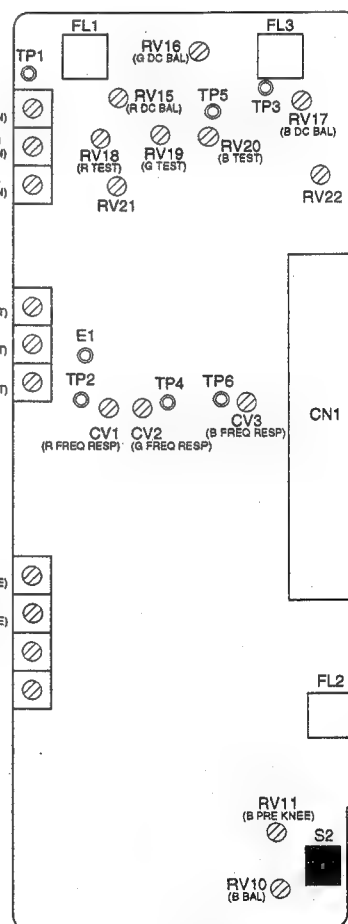 FL1
FL3
RV16
(G DC BAL)
TP1
RV15
(R DC BAL)
TP5
TP3
RV17
(B DC BAL)
RV18
(R TEST)
RV19
(G TEST)
RV20
(B TEST)
RV21
RV22
E1
TP2
TP4
TP6
CV1
(R FREQ RESP)
CV2
(G FREQ RESP)
CV3
(B FREQ RESP)
CN1
FL2
RV11
(B PRE KNEE)
S2
RV10
(B BAL)